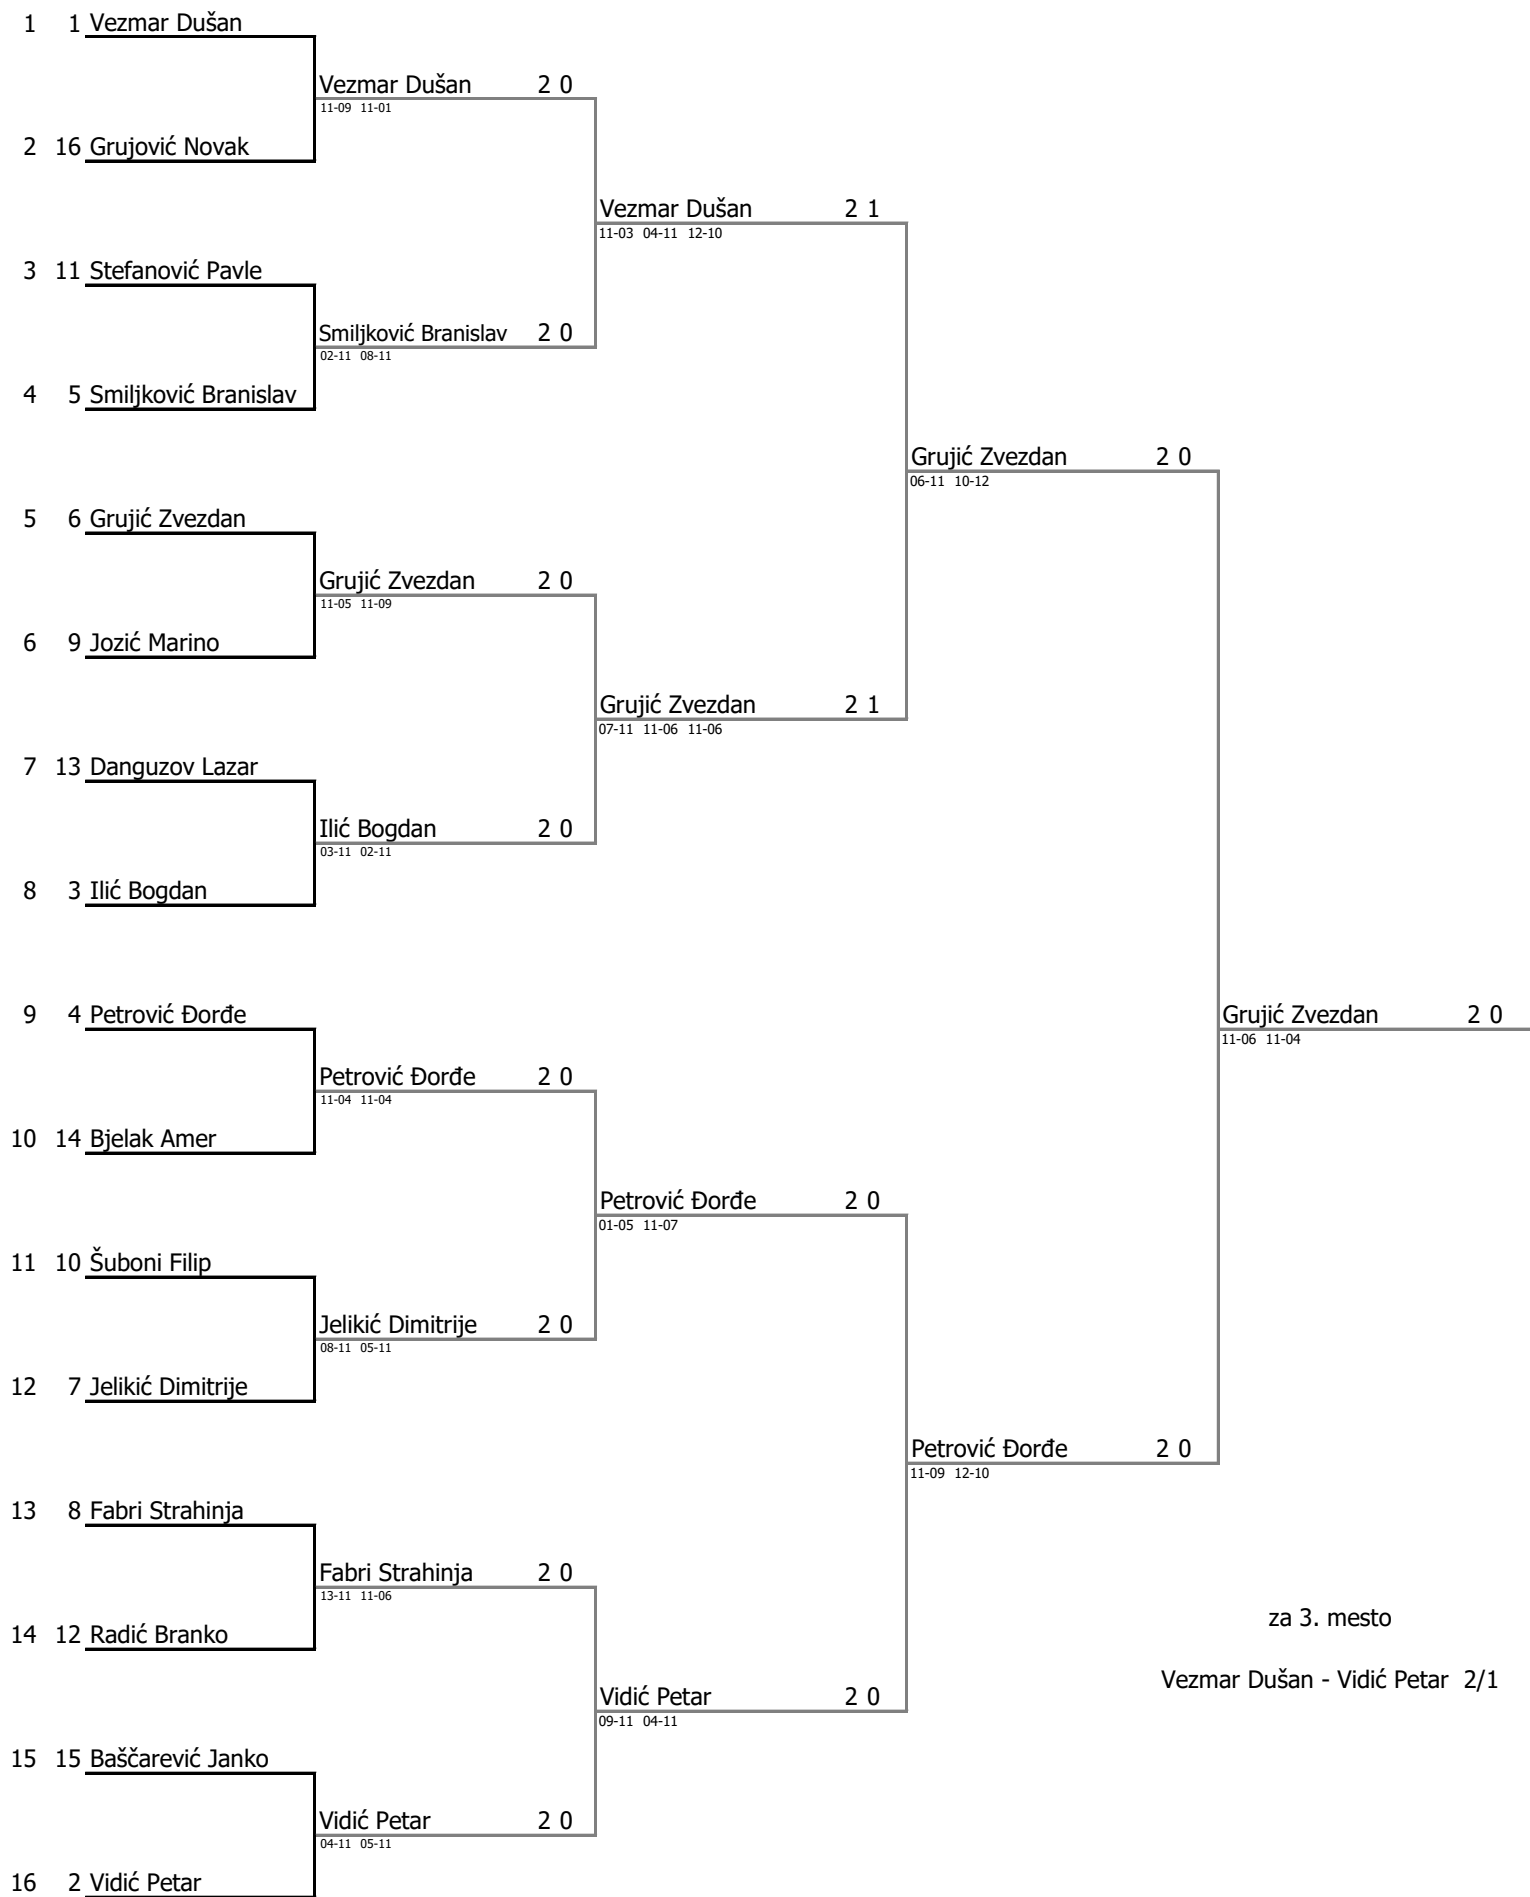 1 1 Vezmar Dušan
Vezmar Dušan 2 0
11-09 11-01
2 16 Grujović Novak
Vezmar Dušan 2 1
11-03 04-11 12-10
3 11 Stefanović Pavle
Smiljković Branislav 2 0
02-11 08-11
4 5 Smiljković Branislav
Grujić Zvezdan 2 0
06-11 10-12
5 6 Grujić Zvezdan
Grujić Zvezdan 2 0
11-05 11-09
6 9 Jozić Marino
Grujić Zvezdan 2 1
07-11 11-06 11-06
7 13 Danguzov Lazar
Ilić Bogdan 2 0
03-11 02-11
8 3 Ilić Bogdan
9 4 Petrović Đorđe
Grujić Zvezdan 2 0
11-06 11-04
Petrović Đorđe 2 0
11-04 11-04
10 14 Bjelak Amer
Petrović Đorđe 2 0
01-05 11-07
11 10 Šuboni Filip
Jelikić Dimitrije 2 0
08-11 05-11
12 7 Jelikić Dimitrije
Petrović Đorđe 2 0
11-09 12-10
13 8 Fabri Strahinja
Fabri Strahinja 2 0
13-11 11-06
za 3. mesto
14 12 Radić Branko
Vezmar Dušan - Vidić Petar 2/1
Vidić Petar 2 0
09-11 04-11
15 15 Baščarević Janko
Vidić Petar 2 0
04-11 05-11
16 2 Vidić Petar